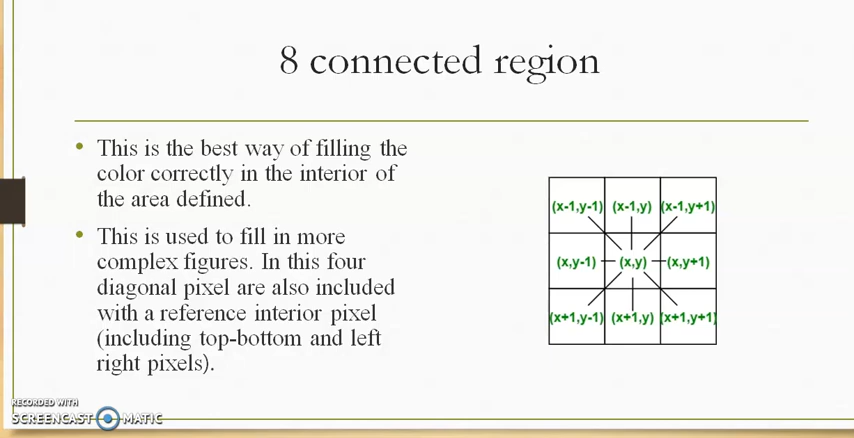 8 connected region
• This is the best way of filling the
color correctly in the interior of
the area defined.
• This is used to fill in more
complex figures. In this four
diagonal pixel are also included
with a reference interior pixel
(including top-bottom and left
right pixels).
(x-1,y-1) (x-1,y) (x-1,y+1)
(x,y-1) (x,y) (x,y+1)
(x+1,y-1) (x+1,y) (x+1,y+1)
RECORDED WITH
SCREENCAST MATIC